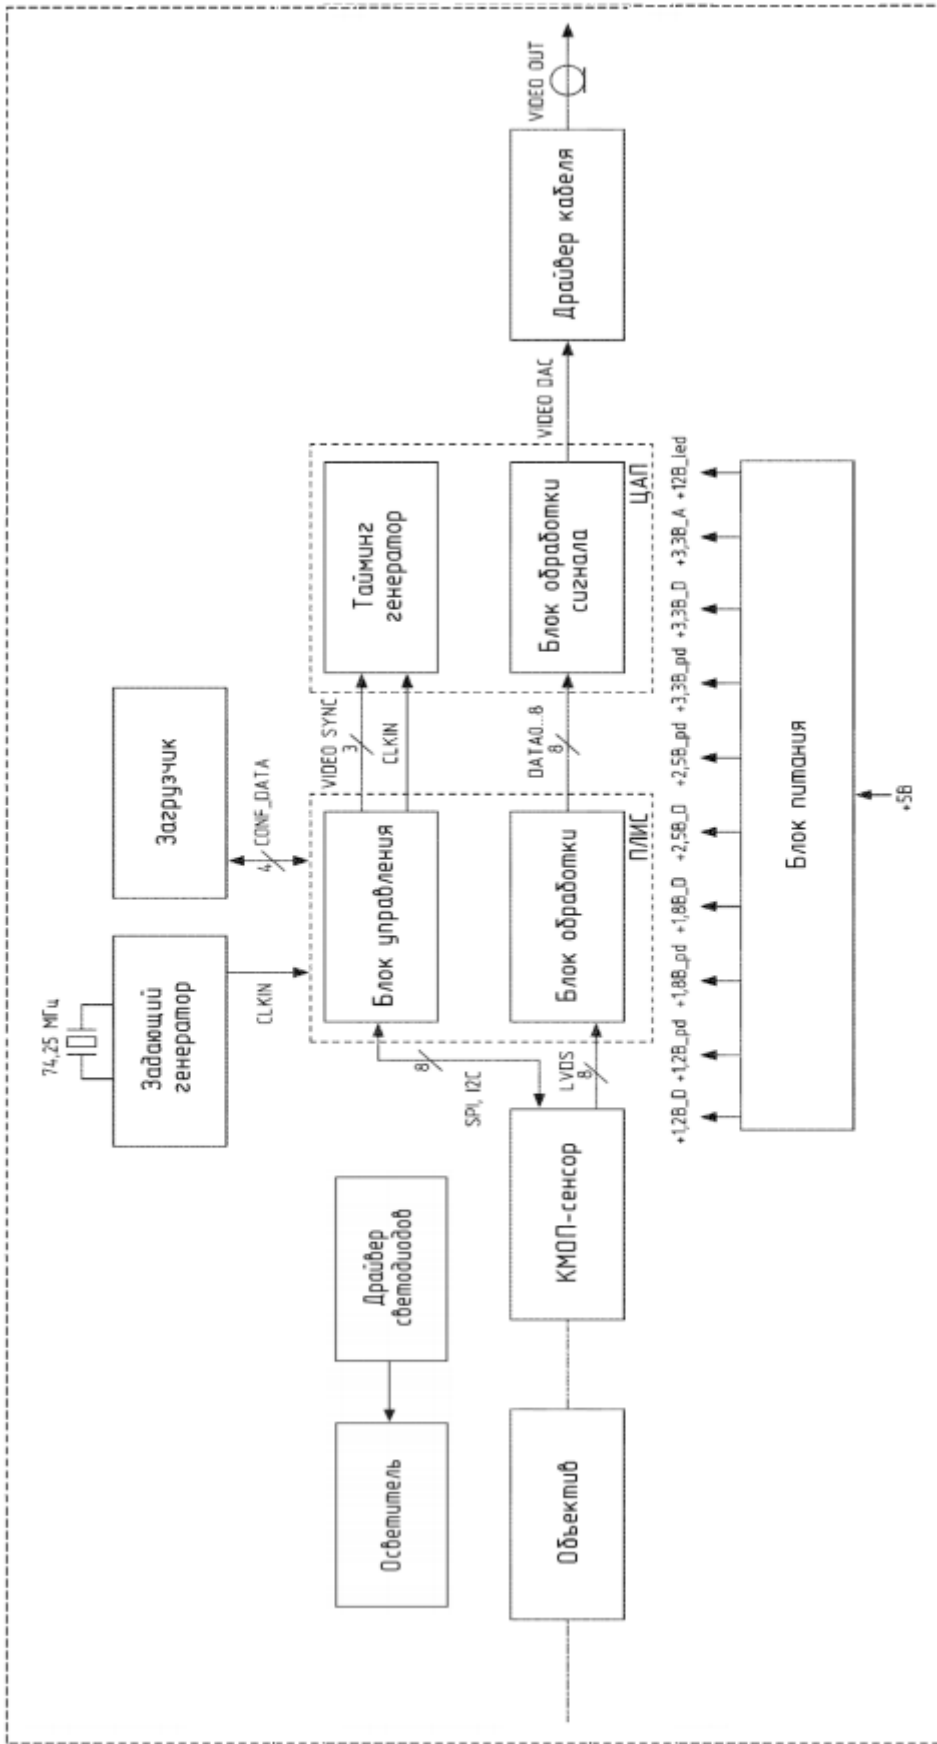 74,25 МГц
Задающий
генератор
Загрузчик
CLKIN
4
CONF_DATA
Осветитель
Драйвер
светодиодов
Блок управления
VIDEO SYNC
3
CLKIN
Тайминг
генератор
8
SPI, I2C
Объектив
КМОП-сенсор
LVDS
8
Блок обработки
ПЛИС
DATA0...8
8
Блок обработки
сигнала
ЦАП
VIDEO DAC
Драйвер кабеля
VIDEO OUT
+1,2В_D
+1,2В_pd
+1,8В_pd
+1,8В_D
+2,5В_D
+2,5В_pd
+3,3В_pd
+3,3В_D
+3,3В_A
+12В_led
Блок питания
+5В